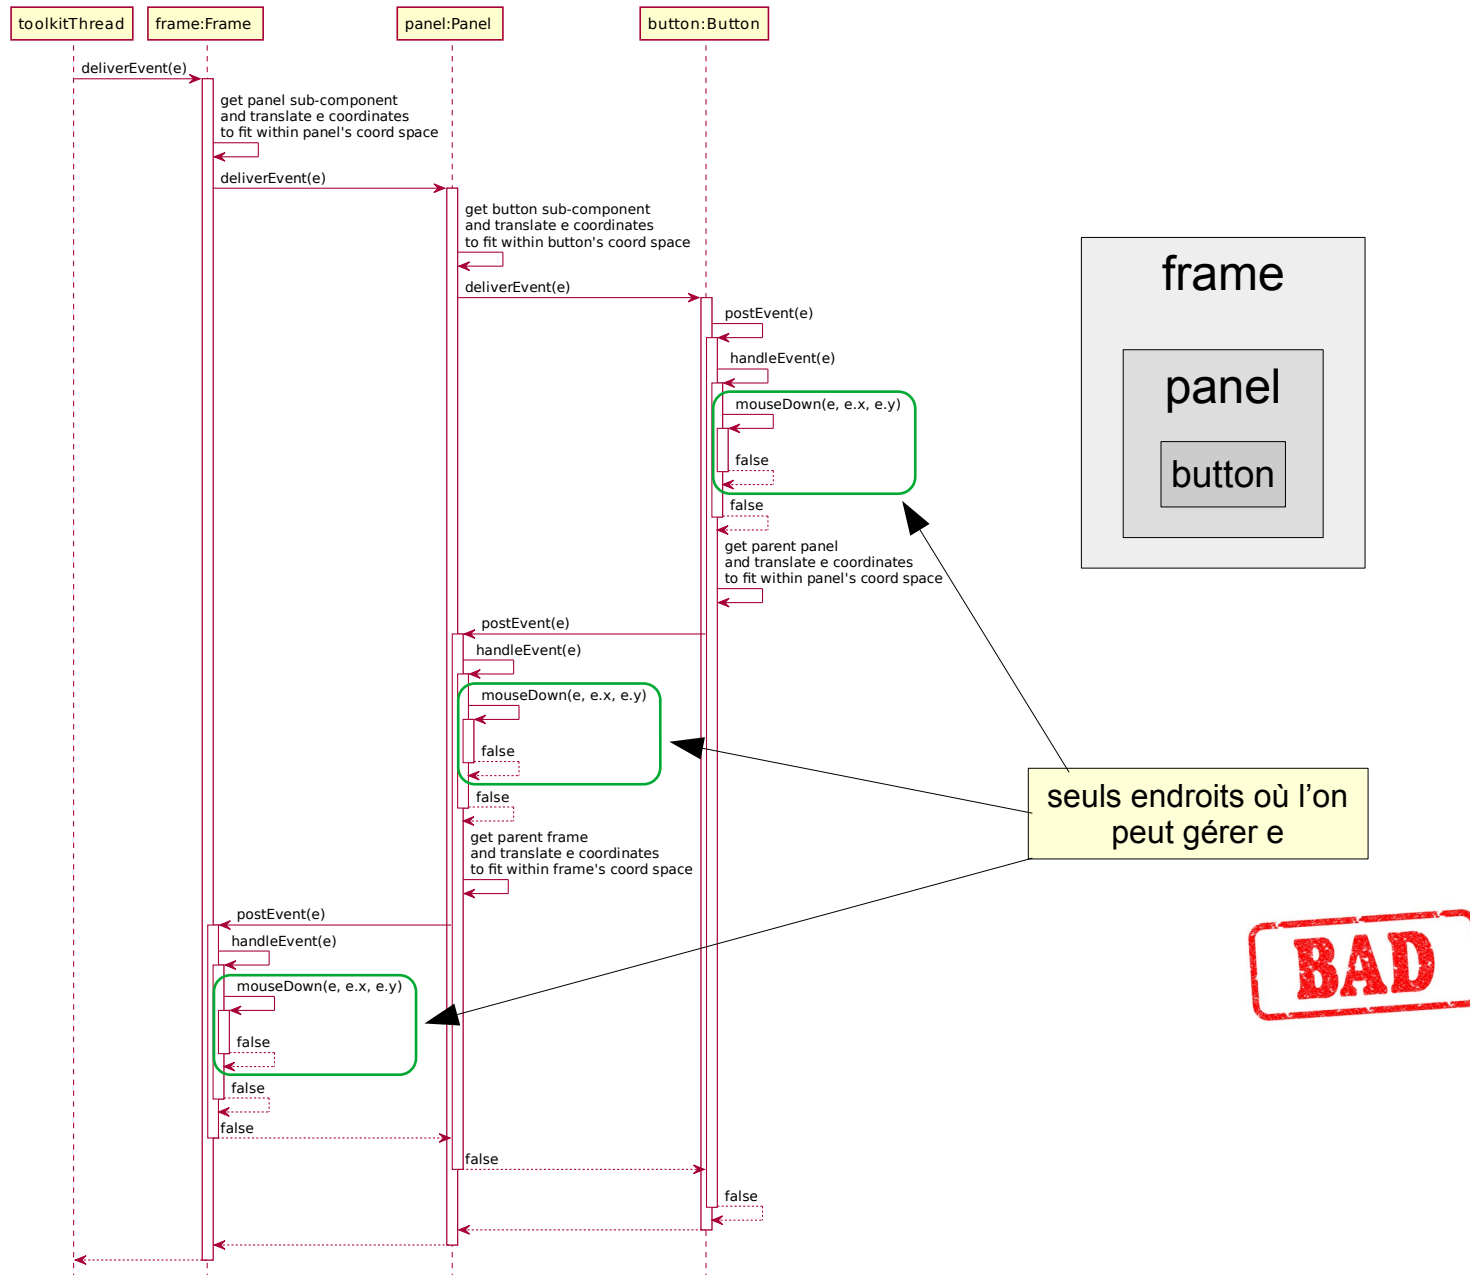 toolkitThread
frame:Frame
panel:Panel
button:Button
deliverEvent(e)
get panel sub-component
and translate e coordinates
to fit within panel's coord space
deliverEvent(e)
get button sub-component
and translate e coordinates
to fit within button's coord space
deliverEvent(e)
postEvent(e)
handleEvent(e)
mouseDown(e, e.x, e.y)
false
false
get parent panel
and translate e coordinates
to fit within panel's coord space
postEvent(e)
handleEvent(e)
mouseDown(e, e.x, e.y)
false
false
get parent frame
and translate e coordinates
to fit within frame's coord space
postEvent(e)
handleEvent(e)
mouseDown(e, e.x, e.y)
false
false
false
false
false
frame
panel
button
seuls endroits où l’on
peut gérer e
BAD